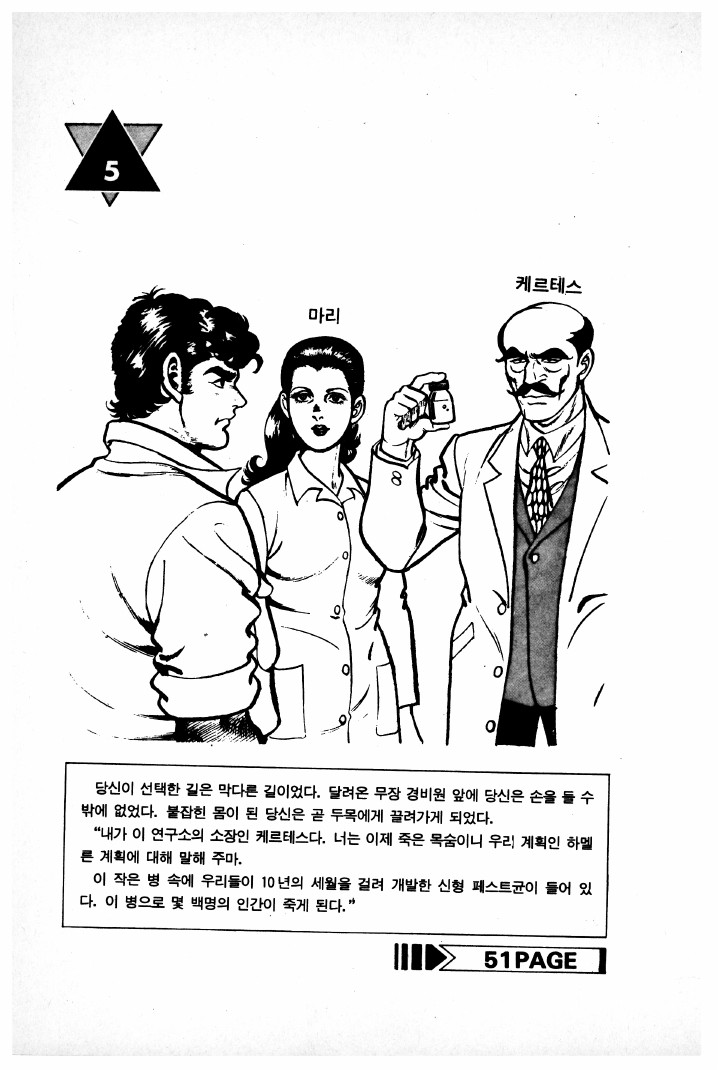 5
케르테스
마리
당신이 선택한 길은 막다른 길이었다. 달려온 무장 경비원 앞에 당신은 손을 들 수
밖에 없었다. 붙잡힌 몸이 된 당신은 곧 두목에게 끌려가게 되었다.
“내가 이 연구소의 소장인 케르테스다. 너는 이제 죽은 목숨이니 우리 계획인 하멜
른 계획에 대해 말해 주마.
이 작은 병 속에 우리들이 10년의 세월을 걸려 개발한 신형 페스트균이 들어 있
다. 이 병으로 몇 백명의 인간이 죽게 된다.”
51PAGE